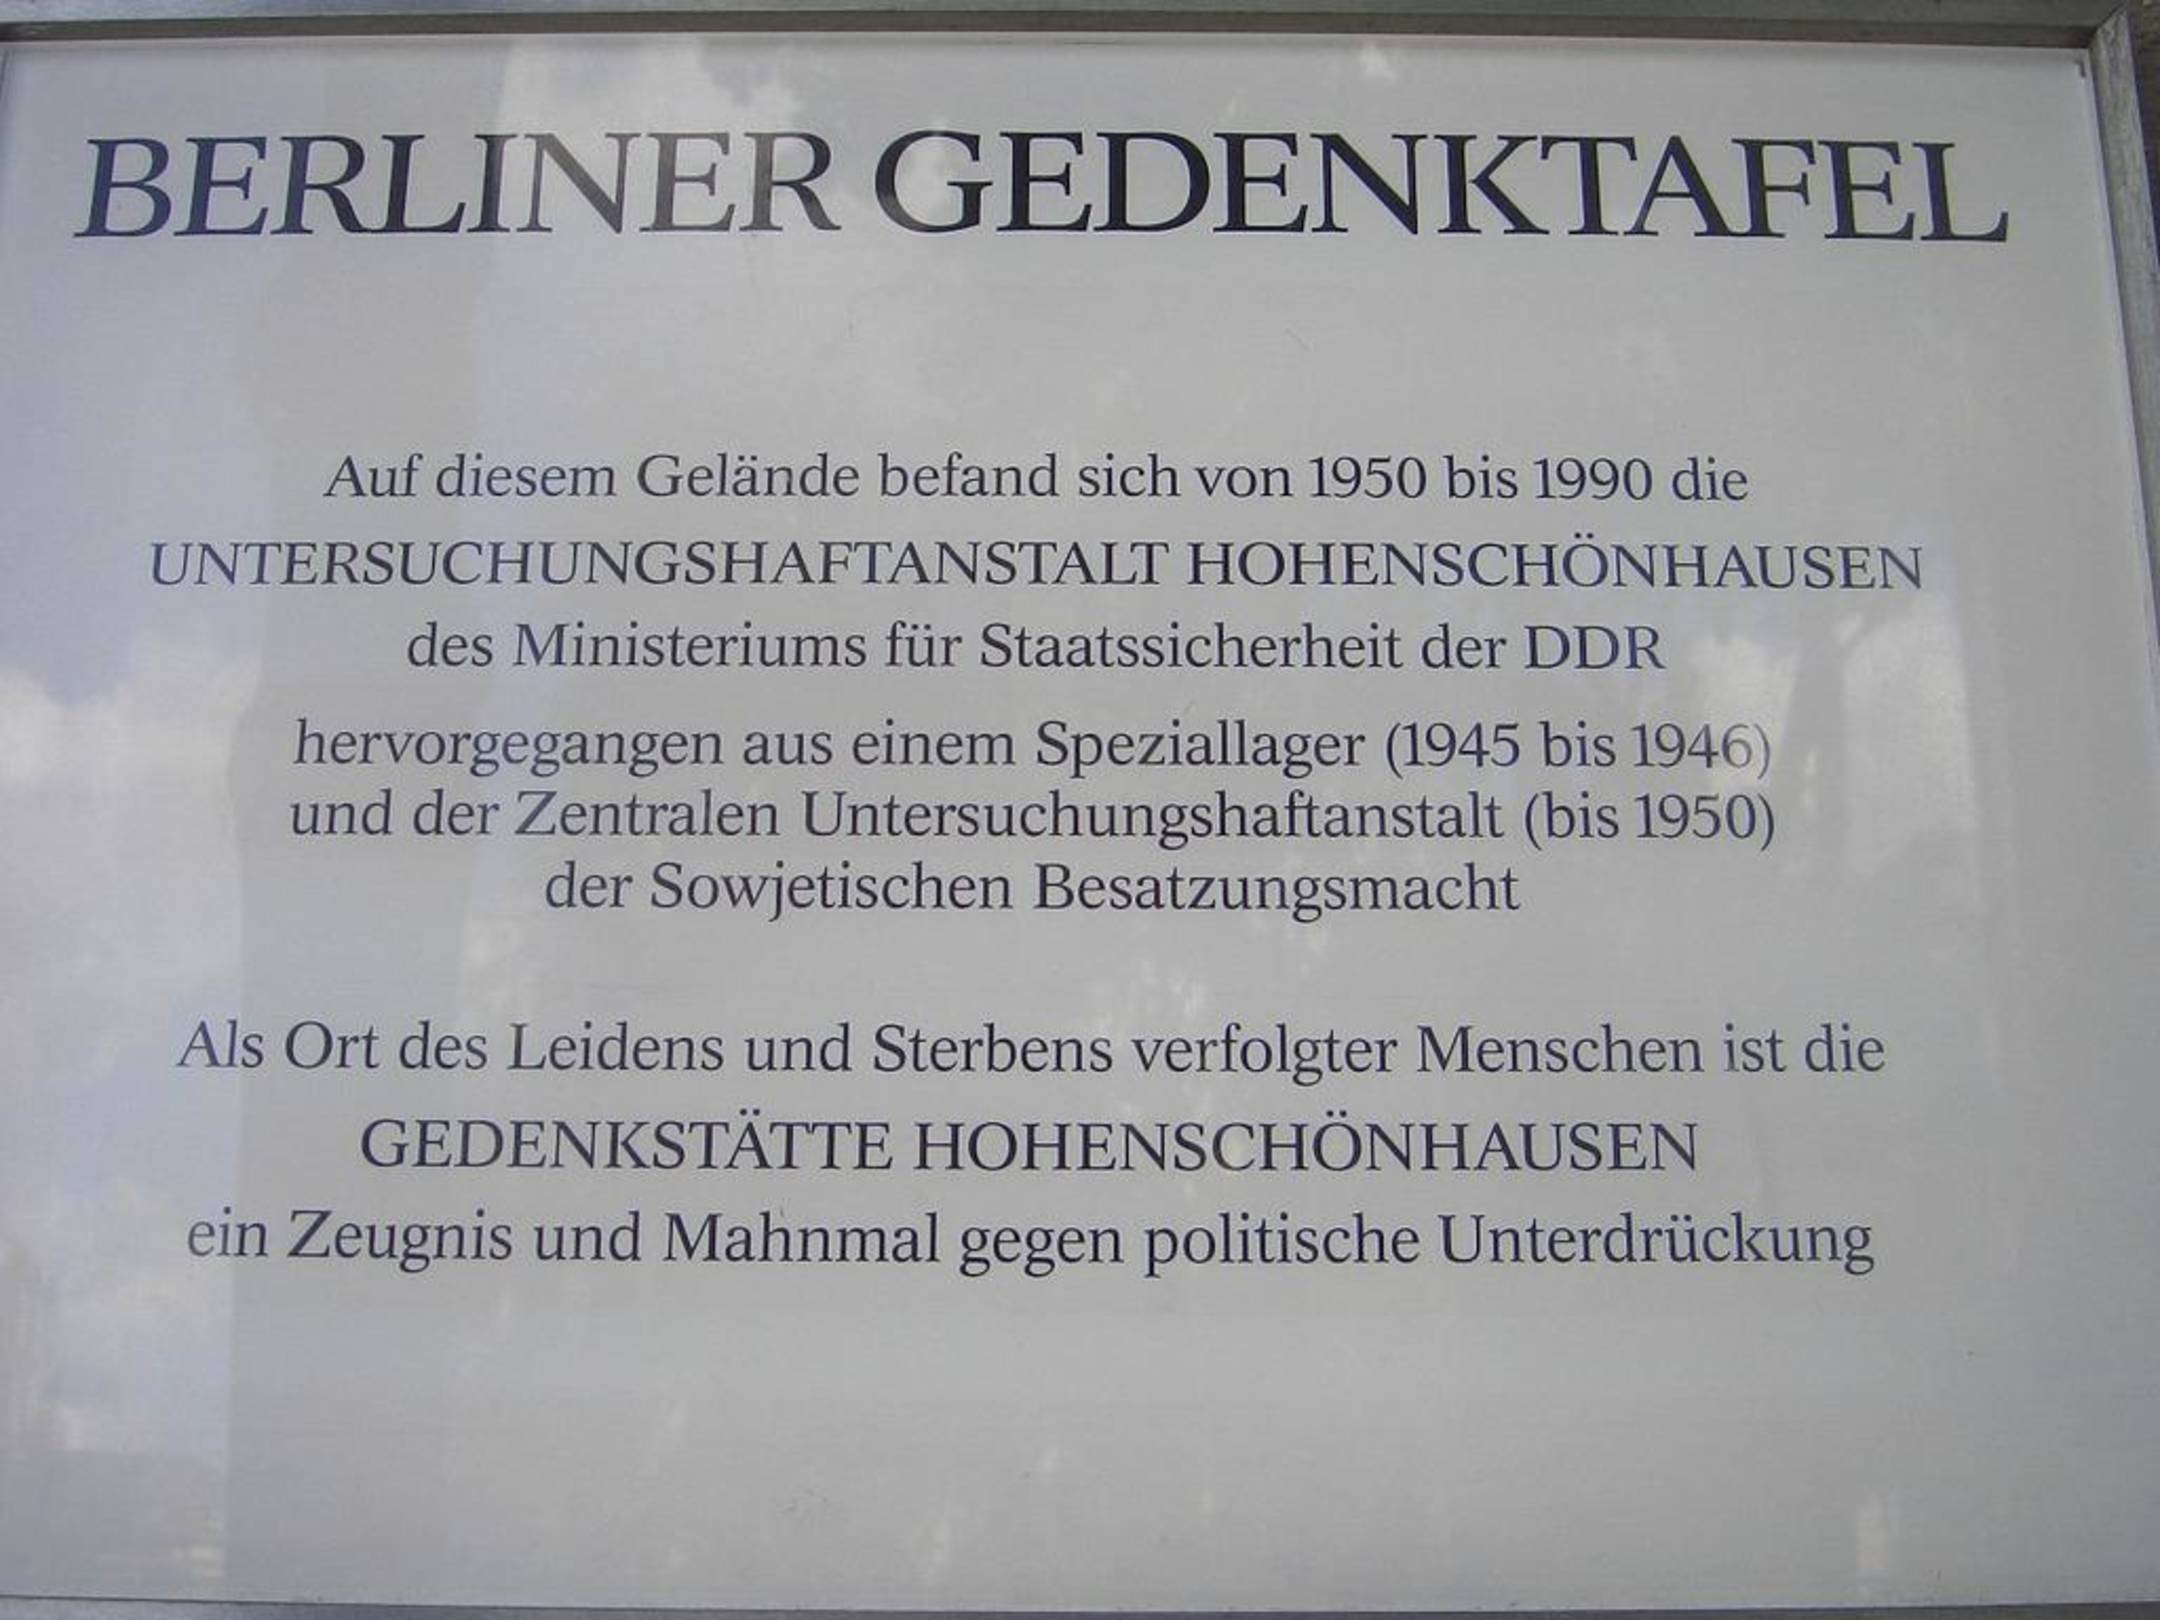 BERLINER GEDENKTAFEL
Auf diesem Gelände befand sich von 1950 bis 1990 die
UNTERSUCHUNGSHAFTANSTALT HOHENSCHÖNHAUSEN
des Ministeriums für Staatssicherheit der DDR
hervorgegangen aus einem Speziallager (1945 bis 1946)
und der Zentralen Untersuchungshaftanstalt (bis 1950)
der Sowjetischen Besatzungsmacht
Als Ort des Leidens und Sterbens verfolgter Menschen ist die
GEDENKSTÄTTE HOHENSCHÖNHAUSEN
ein Zeugnis und Mahnmal gegen politische Unterdrückung